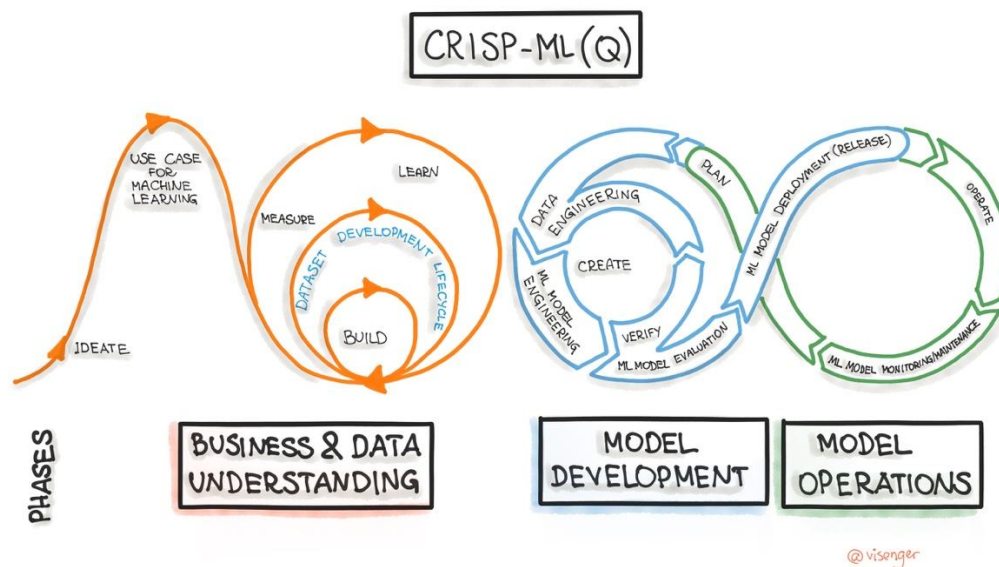 CRISP-ML(Q)
USE CASE
FOR
MACHINE
LEARNING
IDEATE
MEASURE
LEARN
DATASET DEVELOPMENT LIFECYCLE
BUILD
DATA
ENGINEERING
CREATE
ML MODEL
ENGINEERING
VERIFY
ML MODEL EVALUATION
PLAN
ML MODEL DEPLOYMENT (RELEASE)
OPERATE
ML MODEL MONITORING/MAINTENANCE
PHASES
BUSINESS & DATA
UNDERSTANDING
MODEL
DEVELOPMENT
MODEL
OPERATIONS
@visenger